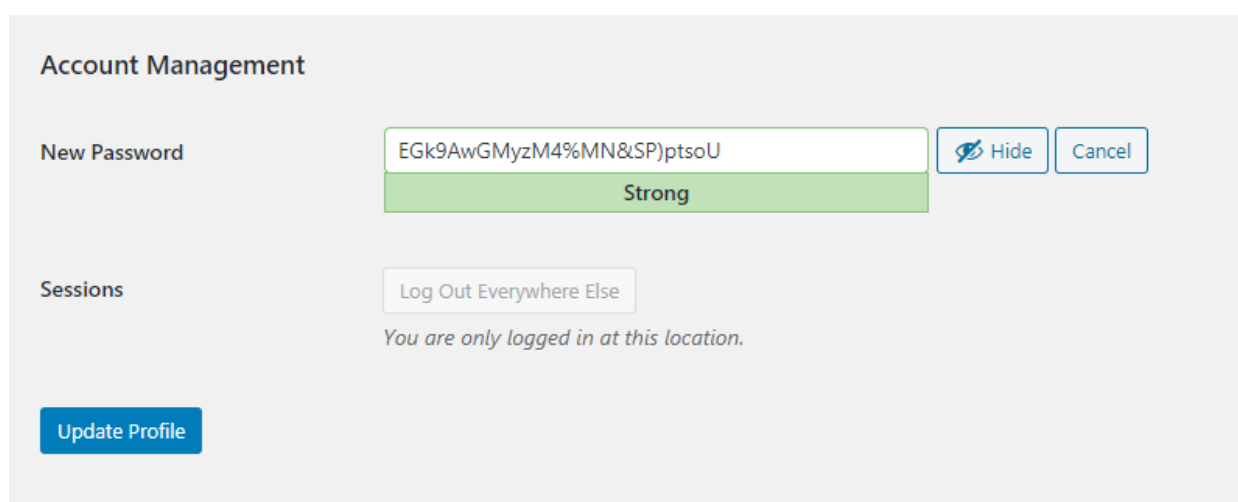 Account Management
New Password EGk9AwGMyzM4%MN&SP)ptsoU Hide Cancel
Strong
Sessions Log Out Everywhere Else
You are only logged in at this location.
Update Profile